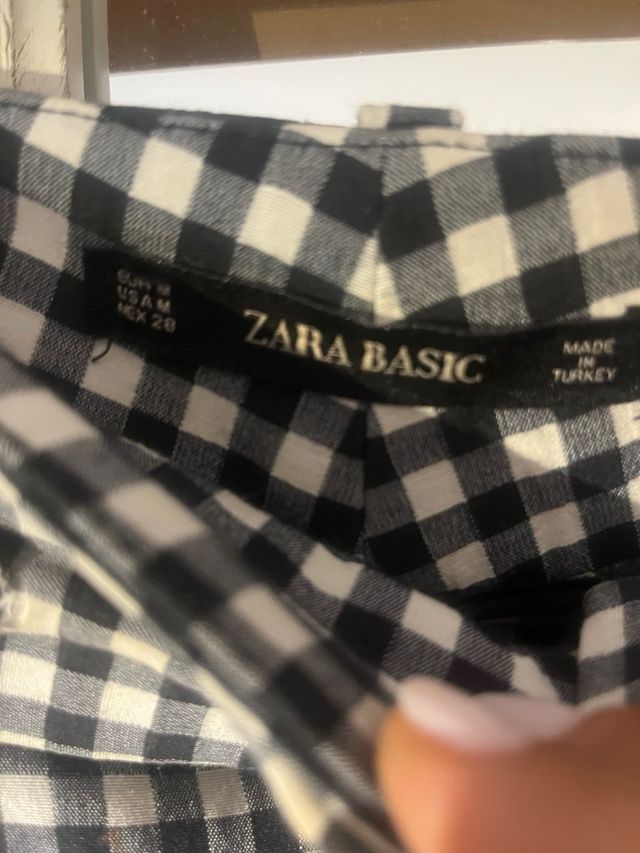 EUR M
USA M
MEX 28
ZARA BASIC
MADE
IN
TURKEY